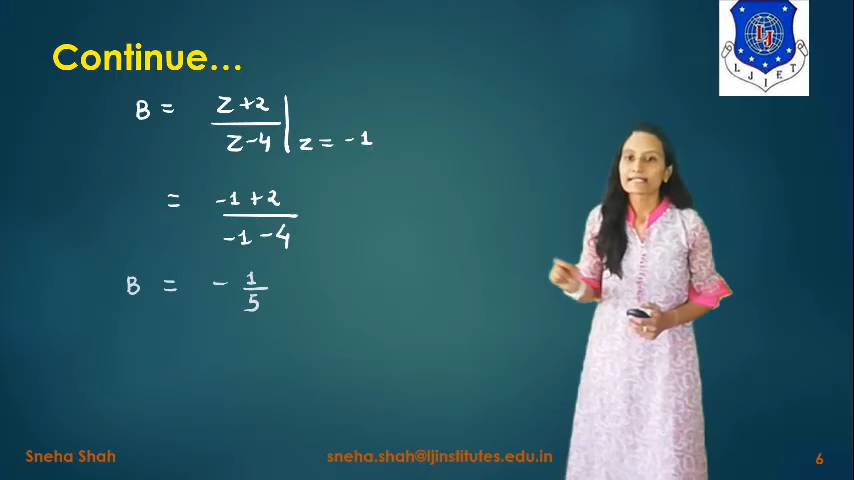 Continue...
B = z+2 / z-4 | z = -1
= -1+2 / -1-4
B = - 1/5
IJ
LJIET
Sneha Shah
sneha.shah@ljinstitutes.edu.in
6